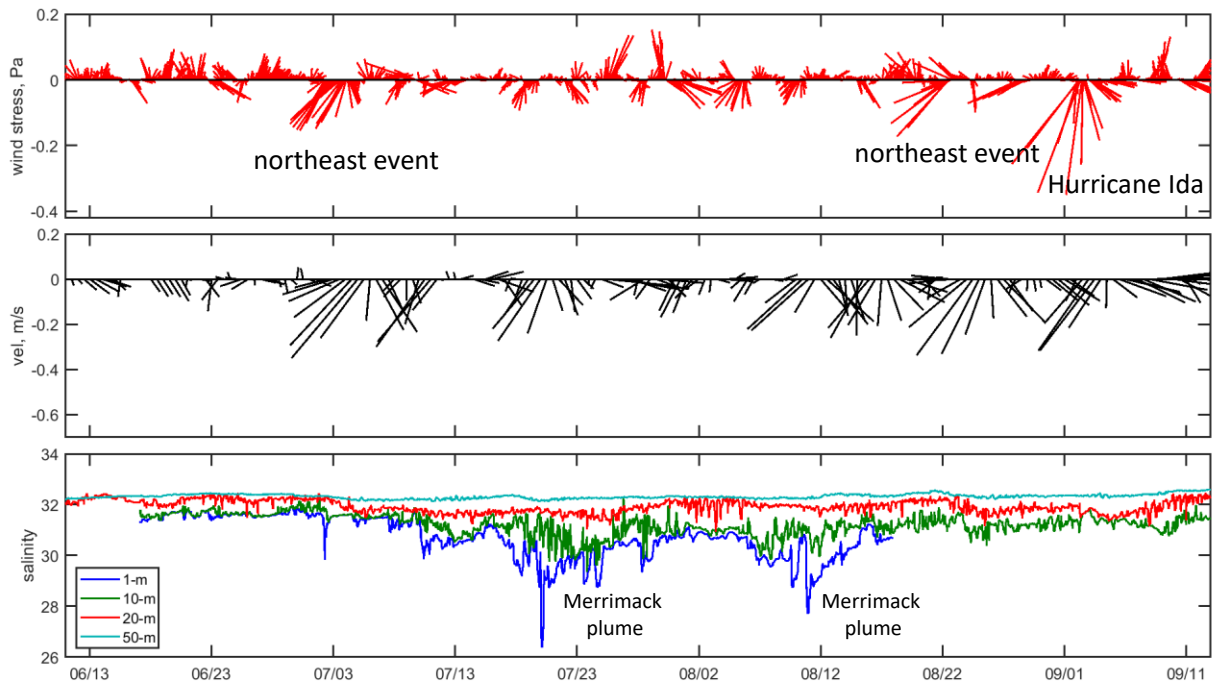 0.2
0
-0.2
-0.4
wind stress, Pa
northeast event
northeast event
Hurricane Ida
0.2
0
-0.2
-0.4
-0.6
vel, m/s
34
32
30
28
26
salinity
1-m
10-m
20-m
50-m
Merrimack
plume
Merrimack
plume
06/13
06/23
07/03
07/13
07/23
08/02
08/12
08/22
09/01
09/11